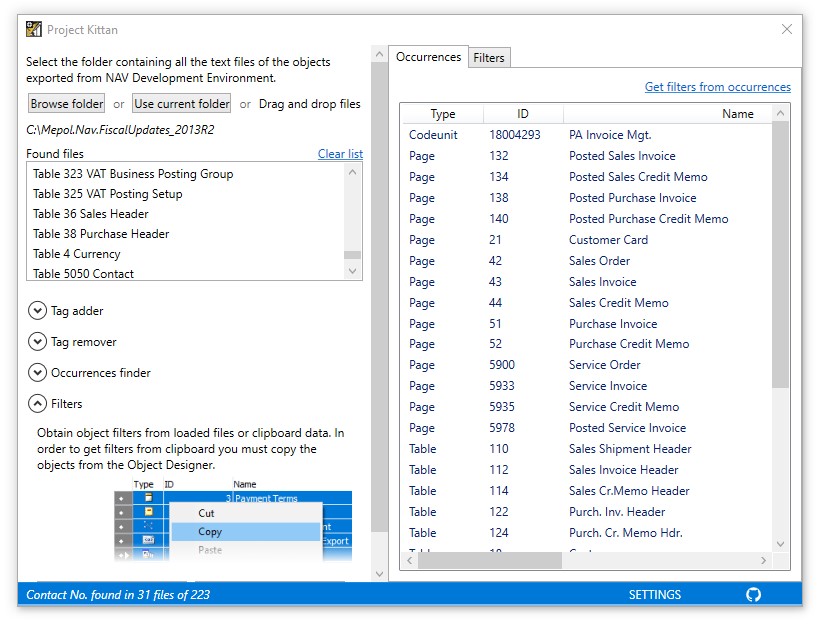 Project Kittan
Select the folder containing all the text files of the objects
exported from NAV Development Environment.
Browse folder or Use current folder or Drag and drop files
C:\Mepol.Nav.FiscalUpdates_2013R2
Found files Clear list
Table 323 VAT Business Posting Group
Table 325 VAT Posting Setup
Table 36 Sales Header
Table 38 Purchase Header
Table 4 Currency
Table 5050 Contact
Tag adder
Tag remover
Occurrences finder
Filters
Obtain object filters from loaded files or clipboard data. In
order to get filters from clipboard you must copy the
objects from the Object Designer.
Type ID Name
3 Payment Terms
Cut
Copy
Export
Paste
Occurrences Filters
Get filters from occurrences
Type ID Name
Codeunit 18004293 PA Invoice Mgt.
Page 132 Posted Sales Invoice
Page 134 Posted Sales Credit Memo
Page 138 Posted Purchase Invoice
Page 140 Posted Purchase Credit Memo
Page 21 Customer Card
Page 42 Sales Order
Page 43 Sales Invoice
Page 44 Sales Credit Memo
Page 51 Purchase Invoice
Page 52 Purchase Credit Memo
Page 5900 Service Order
Page 5933 Service Invoice
Page 5935 Service Credit Memo
Page 5978 Posted Service Invoice
Table 110 Sales Shipment Header
Table 112 Sales Invoice Header
Table 114 Sales Cr.Memo Header
Table 122 Purch. Inv. Header
Table 124 Purch. Cr. Memo Hdr.
Contact No. found in 31 files of 223 SETTINGS